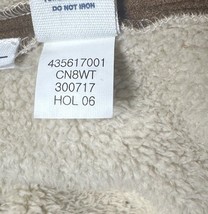 DO NOT IRON
435617001
CN8WT
300717
HOL 06